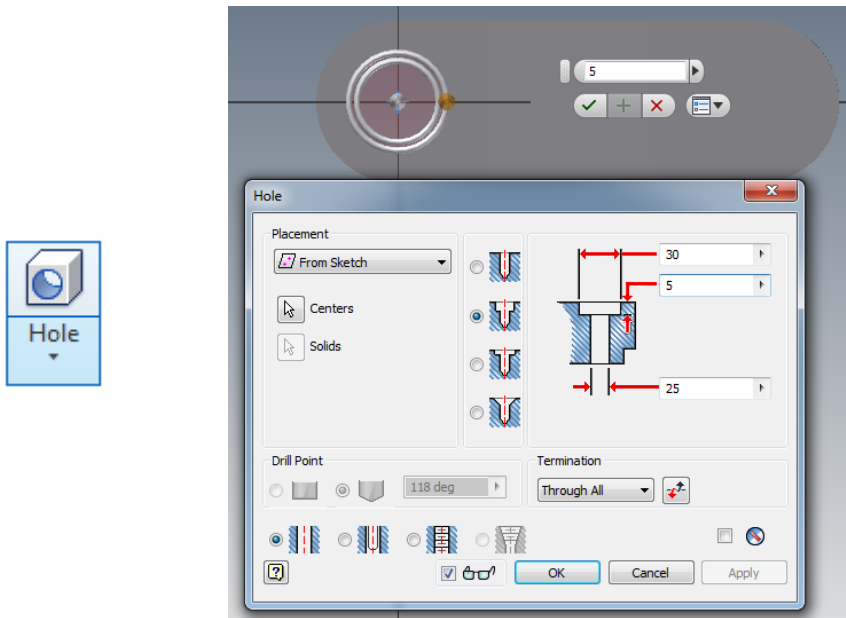 Hole
5
Hole
Placement
From Sketch
Centers
Solids
30
5
25
Drill Point
118 deg
Termination
Through All
?
OK
Cancel
Apply